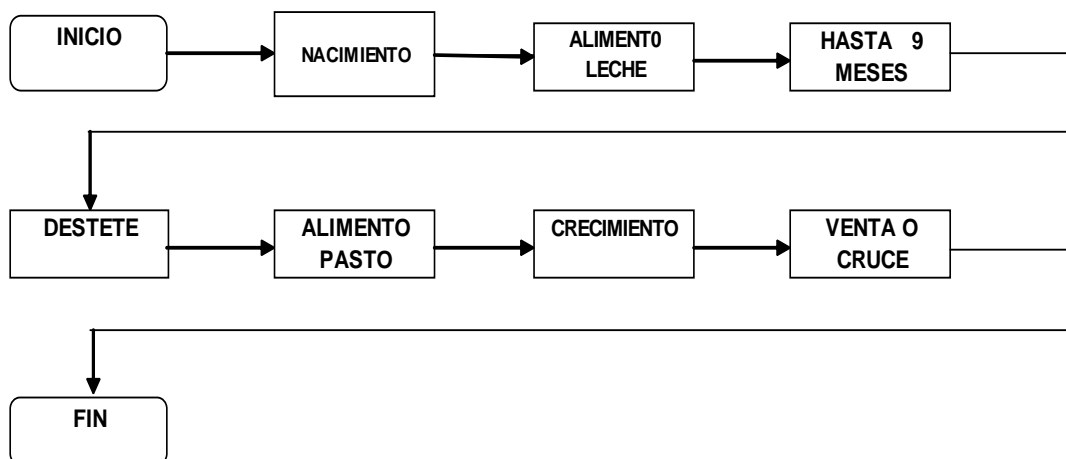 INICIO
NACIMIENTO
ALIMENT0
LECHE
HASTA 9
MESES
DESTETE
ALIMENTO
PASTO
CRECIMIENTO
VENTA O
CRUCE
FIN